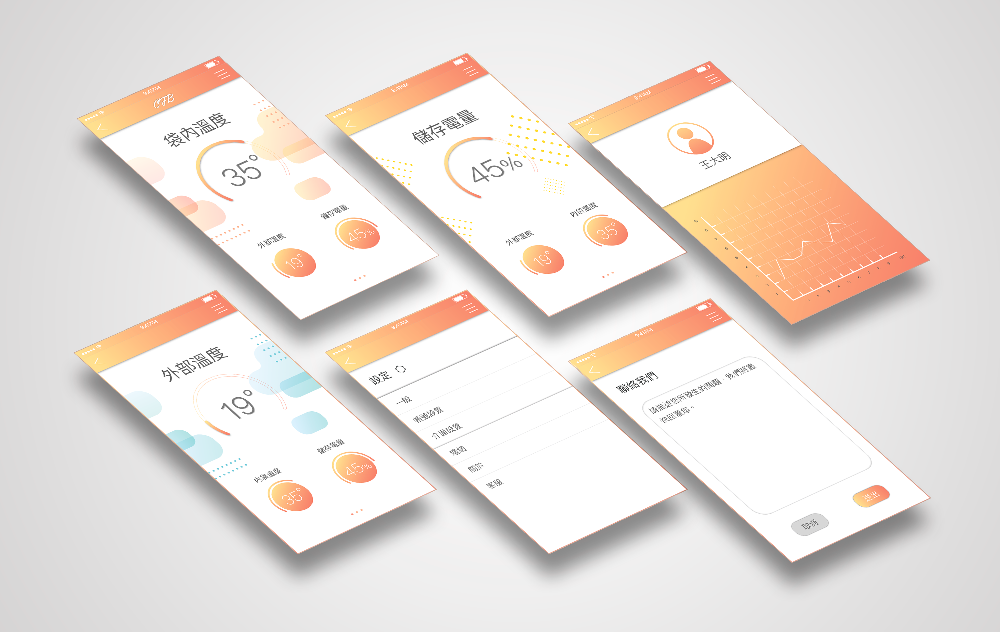 9:41AM
CFB
袋內溫度
35°
外部溫度
19°
儲存電量
45%
9:41AM
儲存電量
45%
外部溫度
19°
內袋溫度
35°
9:41AM
王大明
%
8
7
6
5
4
3
2
1
1 2 3 4 5 6 7 8 9 (月)
9:41AM
外部溫度
19°
內袋溫度
35°
儲存電量
45%
9:41AM
設定
一般
帳號設置
介面設置
連結
關於
客服
9:41AM
聯絡我們
請描述您所發生的問題，我們將盡
快回覆您。
取消
送出